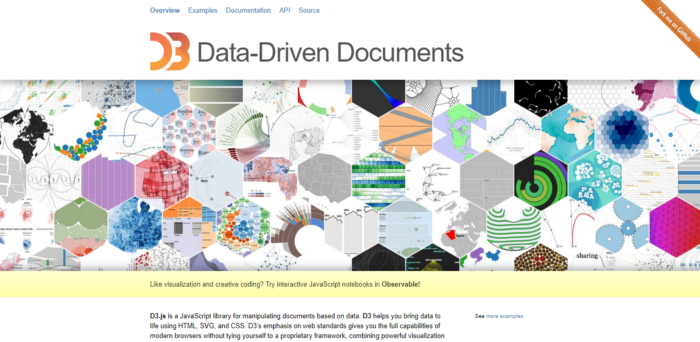 Overview Examples Documentation API Source
Fork me on GitHub
D3 Data-Driven Documents
sharing
Like visualization and creative coding? Try interactive JavaScript notebooks in Observable!
D3.js is a JavaScript library for manipulating documents based on data. D3 helps you bring data to
life using HTML, SVG, and CSS. D3's emphasis on web standards gives you the full capabilities of
modern browsers without tying yourself to a proprietary framework, combining powerful visualization
See more examples.